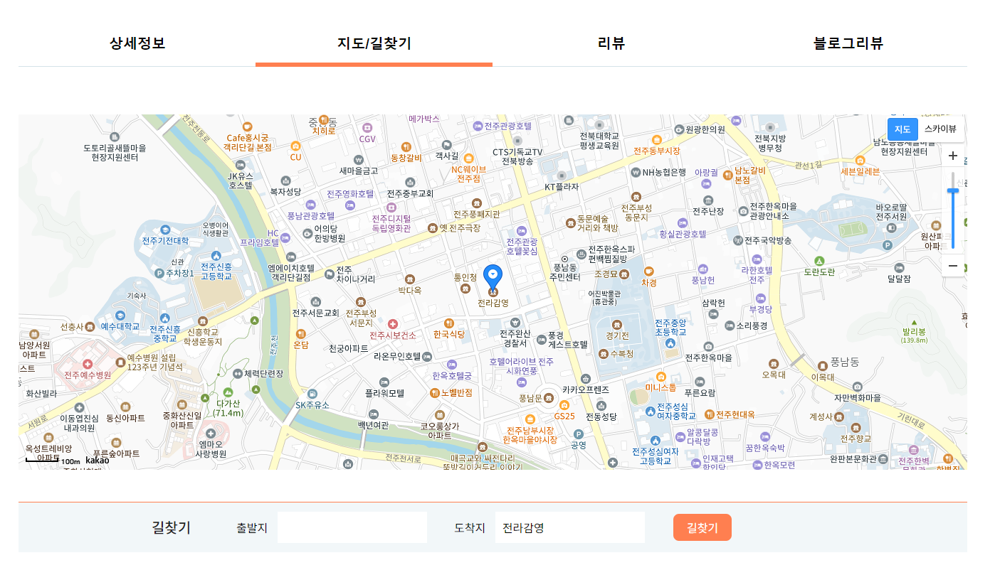 상세정보
지도/길찾기
리뷰
블로그리뷰
전주천동로
치히로
메가박스
CGV
전주관광호텔
지도
스카이뷰
도토리골새뜰마을
현장지원센터
Cafe홍시궁
객리단길 본점
CU
동창갈비
객사길
NC웨이브
전주점
CTS기독교TV
전북방송
전북대학교
평생교육원
원광한의원
전주동부시장
전북지방
병무청
현장지원센터
관선1길
세븐일레븐
JK유스
호스텔
새마을금고
복자성당
전주중부교회
KT플라자
NH농협은행
아랑궐
남노갈비
본점
전주영화호텔
풍남관광호텔
전주디지털
독립영화관
전주풍패지관
옛 전주극장
전주부성
동문지
전주난장
전주한옥마을
관광안내소
바오로딸
전주서원
오병이어
식생활관
전주기전대학
HC
프라임호텔
어의당
한방병원
전주관광
호텔꽃심
동문예술
거리와 책방
황실관광호텔
전주국악방송
신관
주차장1
전주신흥
고등학교
엠에이치호텔
객리단길점
전주
차이나거리
박다옥
통인청
전라감영
풍남동
주민센터
전주한옥스파
편백찜질방
조경묘
차경
풍남헌
라한호텔
전주
도란도란
달달잠
기숙사
예수대학교
전주신흥
중학교
선충사
신흥학교
학생운동지
전주서문교회
전주부성
서문지
전주시보건소
한국식당
전주완산
경찰서
풍경
게스트호텔
어진박물관
(휴관중)
경기전
수복청
전주중앙
초등학교
삼락헌
부경당
소리풍경
발리봉
(139.8m)
남양서원
아파트
전주예수병원
예수병원 설립
123주년 기념석
온담
전주천
천궁아파트
라온무인호텔
한옥호텔궁
호텔어라이브 전주
시화연풍
전주한옥마을
오목대
이목대
풍남동
화산빌라
체력단련장
다가산
(71.4m)
SK주유소
플라워모텔
노벨반점
풍남문
카카오프렌즈
미니스톱
푸른요람
자만벽화마을
서원로
이동엽진심
내과의원
동신아파트
중화산신일
아파트
백년여관
코오롱상가
아파트
GS25
전동성당
전주성심
여자중학교
전주현대옥
계성사
기린대로
옥성트레비앙
아파트
푸른숲아파트
엠마오
사랑병원
전주천서로
전주남부시장
한옥마을야시장
공영
전주성심여자
고등학교
알콩달콩
다락방
꿈한옥숙박
전주향교
매곡교와 싸전다리
뚝방길이거두리 이야기
인재고택
학인당
한옥모련
완판본문화관
전주한벽
100m
kakao
길찾기
출발지
도착지
전라감영
길찾기